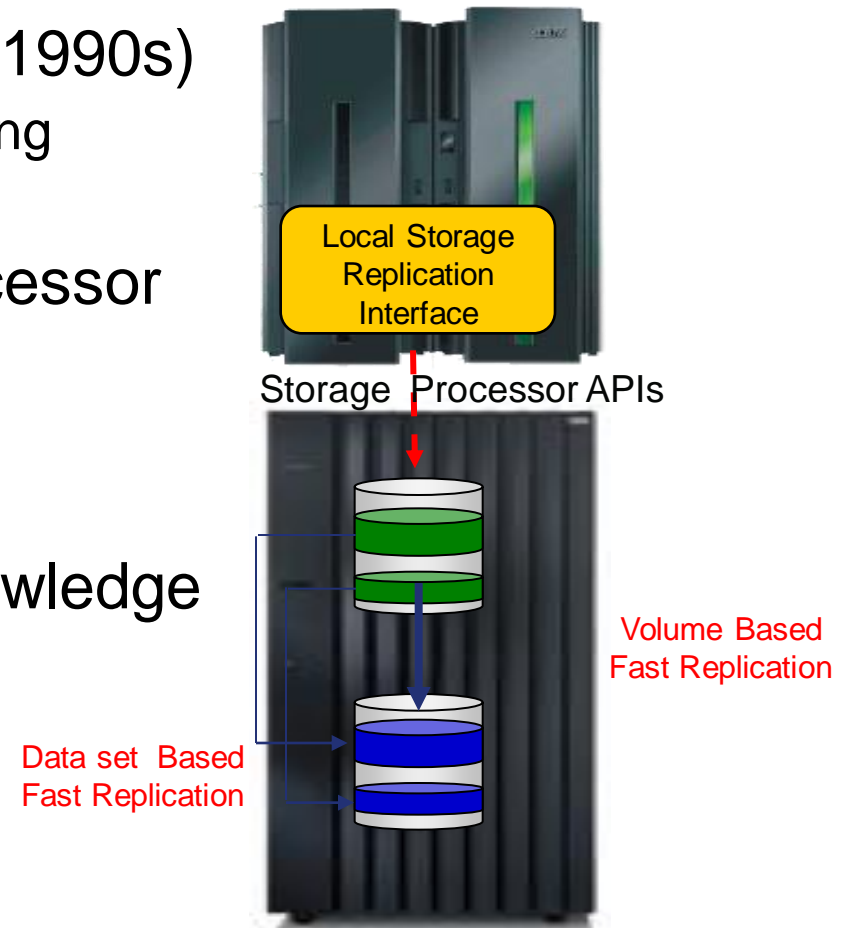 1990s)
ng
cessor
wledge
Local Storage
Replication
Interface
Storage Processor APIs
Volume Based
Fast Replication
Data set Based
Fast Replication